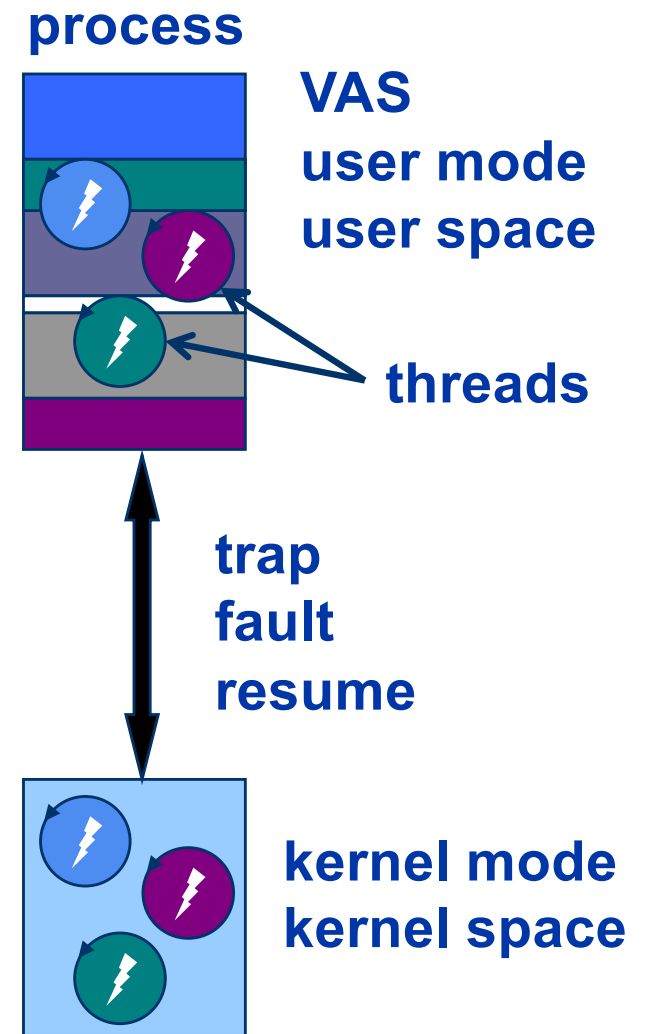 process
VAS
user mode
user space
threads
trap
fault
resume
kernel mode
kernel space